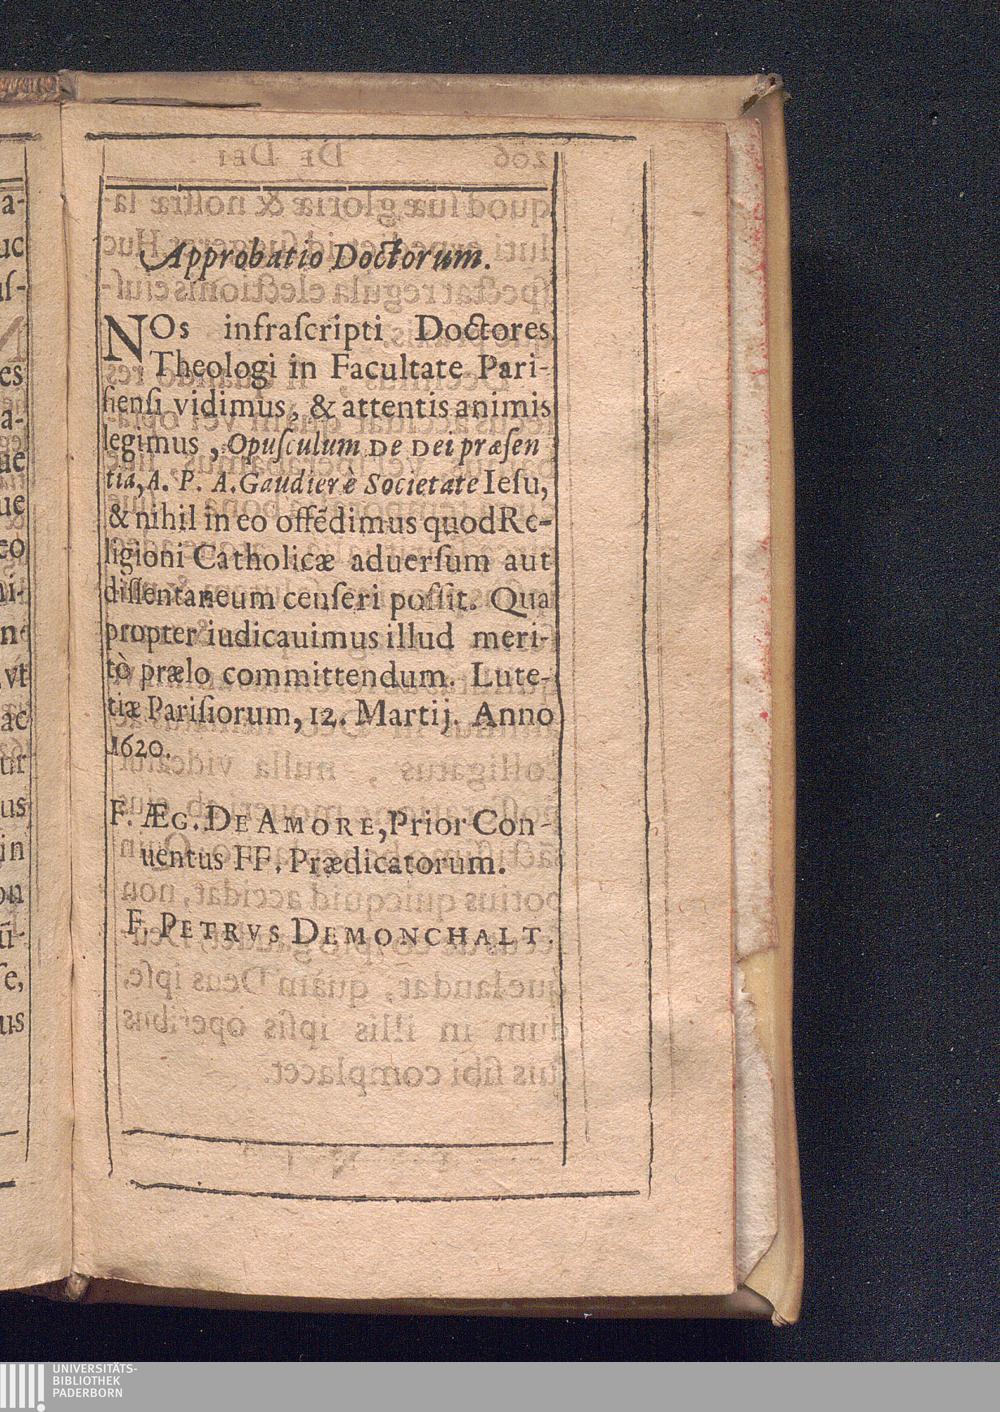 Approbatio Doctorum.
NOs infraſcripti Doctores
Theologi in Facultate Pari-
ſienſi vidimus, & attentis animis
legimus, Opuſculum DE DEI præſen
tia, A. P. A. Gaudier è Societate Ieſu,
& nihil in eo offẽdimus quod Re-
ligioni Catholicæ aduerſum aut
diſſentaneum cenſeri poſſit. Qua
propter iudicauimus illud meri-
tò prælo committendum. Lute-
tiæ Pariſiorum, 12. Martij. Anno
1620.
F. ÆG. DE AMORE, Prior Con-
uentus FF. Prædicatorum.
F. PETRVS DEMONCHALT.
UNIVERSITÄTS-
BIBLIOTHEK
PADERBORN